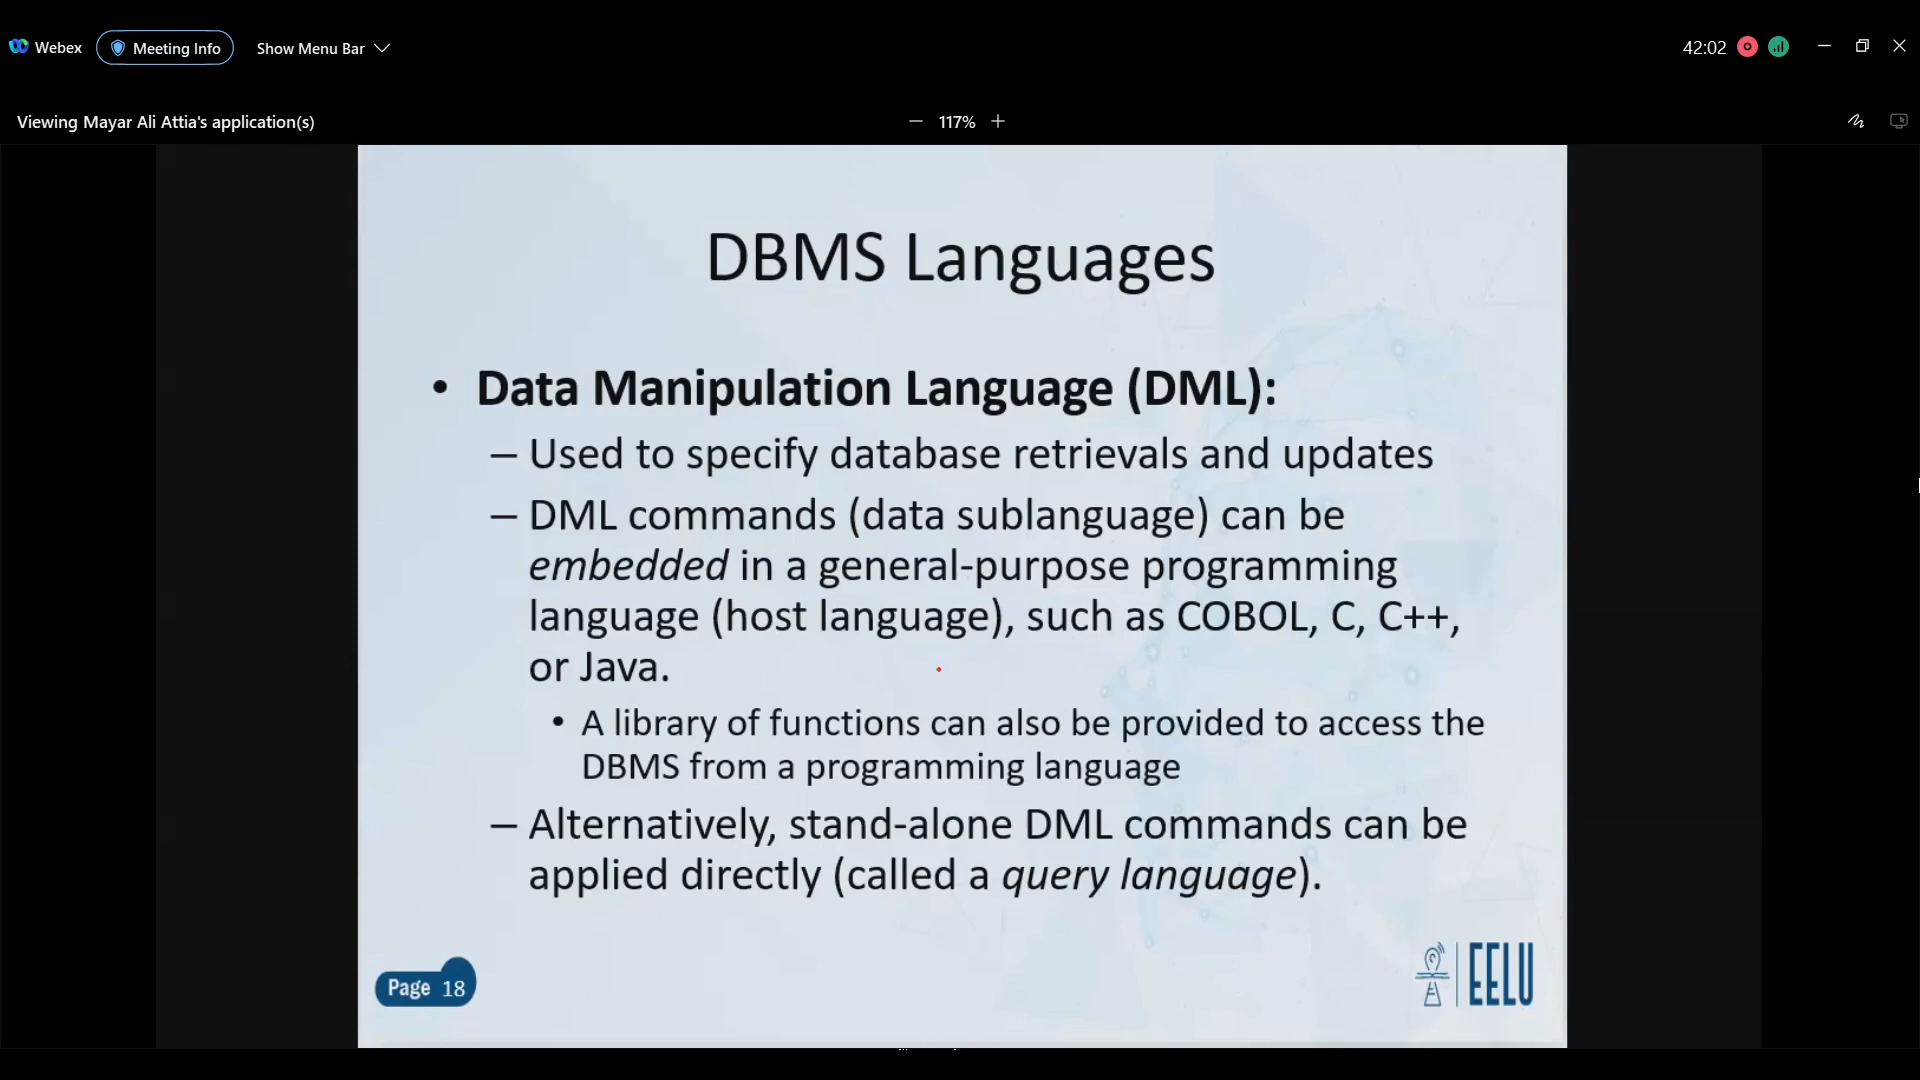 Webex
Meeting Info
Show Menu Bar
42:02
Viewing Mayar Ali Attia's application(s)
117%
DBMS Languages
• Data Manipulation Language (DML):
– Used to specify database retrievals and updates
– DML commands (data sublanguage) can be
embedded in a general-purpose programming
language (host language), such as COBOL, C, C++,
or Java.
• A library of functions can also be provided to access the
DBMS from a programming language
– Alternatively, stand-alone DML commands can be
applied directly (called a query language).
Page 18
EELU